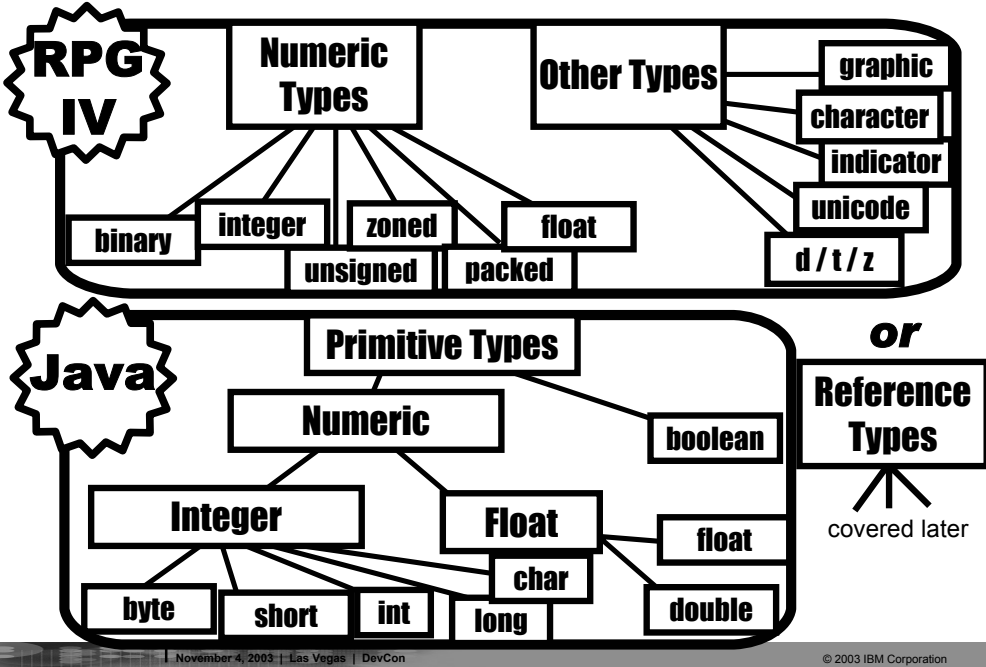 RPG
IV
Numeric
Types
Other Types
graphic
character
indicator
unicode
d / t / z
binary
integer
unsigned
zoned
packed
float
Java
Primitive Types
Numeric
boolean
Integer
Float
byte
short
int
long
char
float
double
or
Reference
Types
covered later
November 4, 2003 | Las Vegas | DevCon
© 2003 IBM Corporation